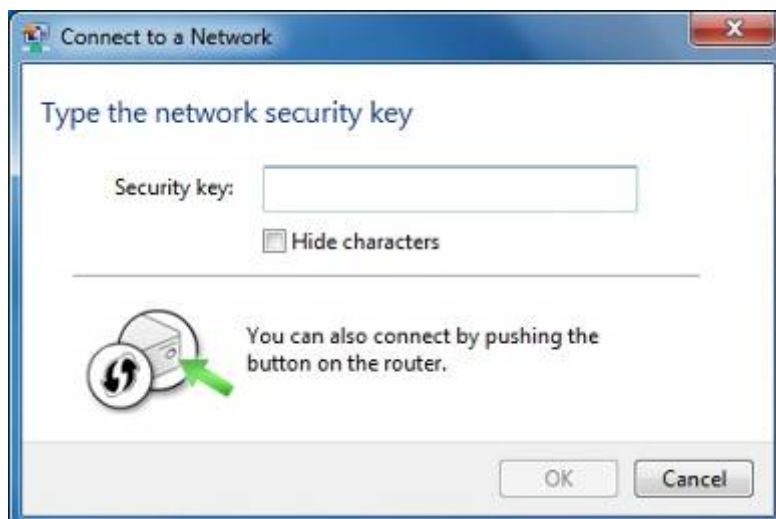 Connect to a Network
Type the network security key
Security key:
Hide characters
You can also connect by pushing the
button on the router.
OK
Cancel